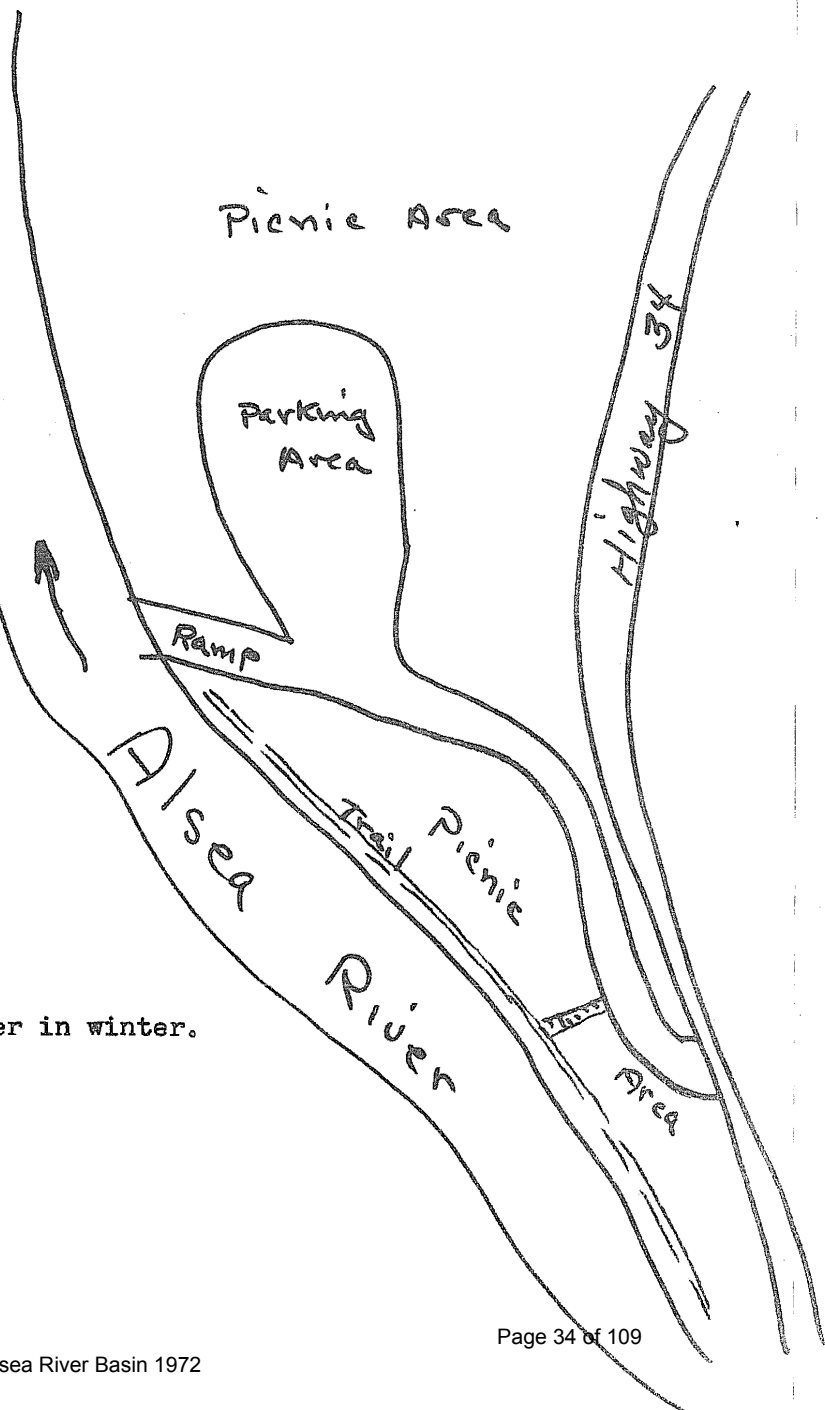 Picnic Area
Highway 34
Parking
Area
Ramp
Alsea
River
Trail
Picnic
Area
er in winter.
Page 34 of 109
sea River Basin 1972